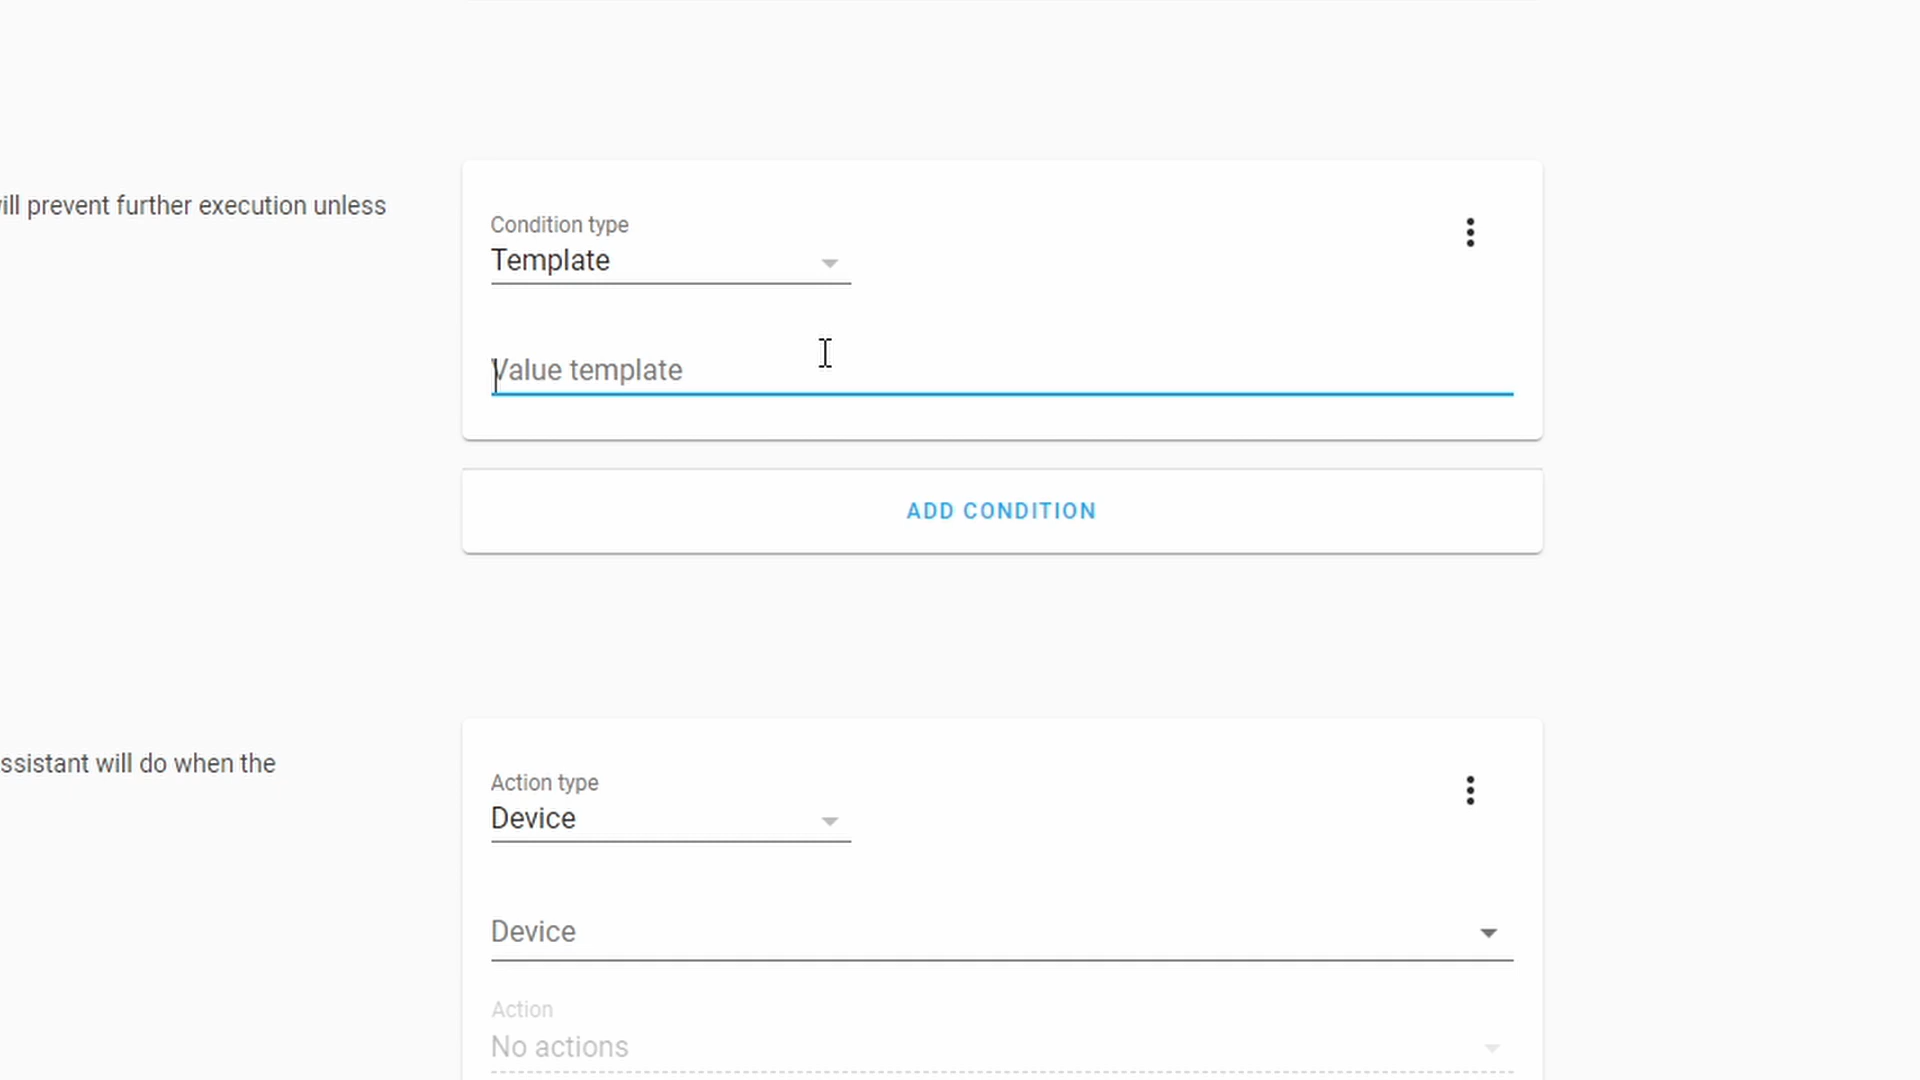 ill prevent further execution unless
Condition type
Template
Value template
ADD CONDITION
ssistant will do when the
Action type
Device
Device
Action
No actions